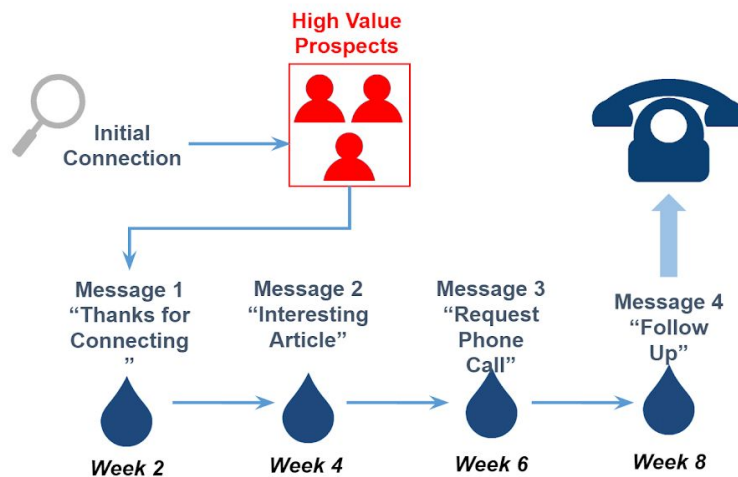 High Value
Prospects
Initial
Connection
Message 1
“Thanks for
Connecting
”
Week 2
Message 2
“Interesting
Article”
Week 4
Message 3
“Request
Phone
Call”
Week 6
Message 4
“Follow
Up”
Week 8